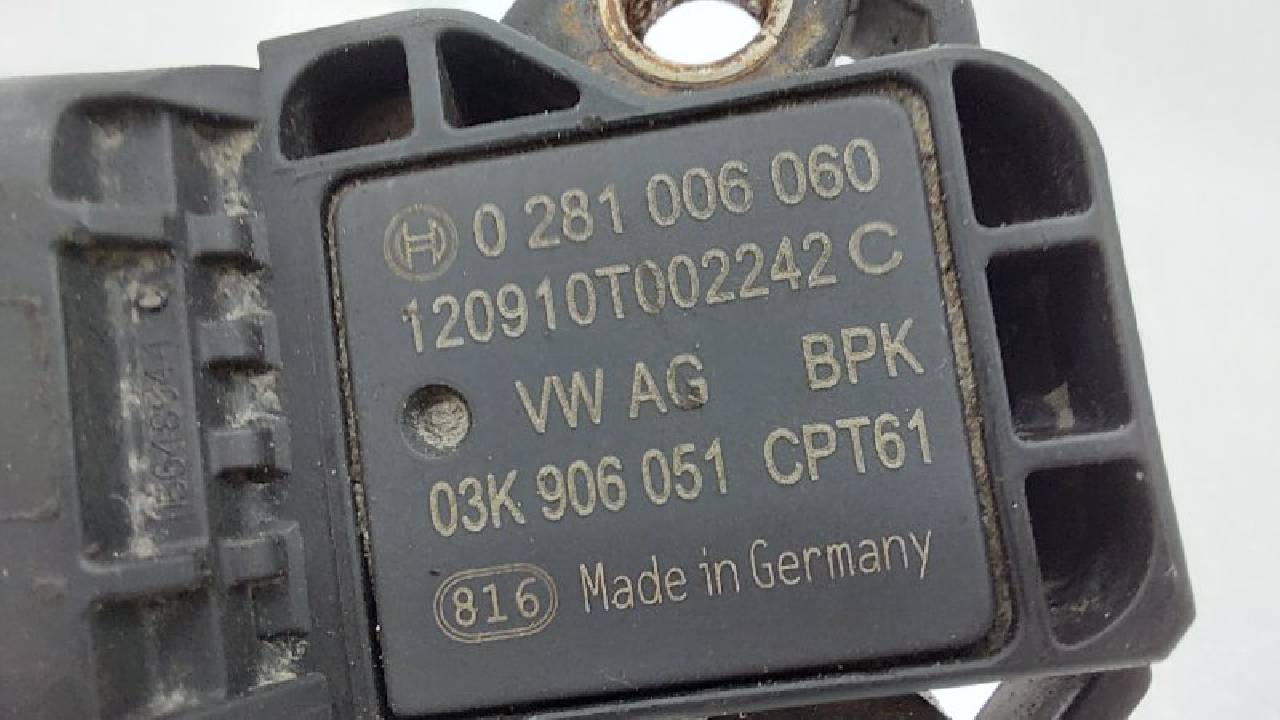 0 281 006 060
120910T002242 C
VW AG BPK
03K 906 051 CPT61
816 Made in Germany